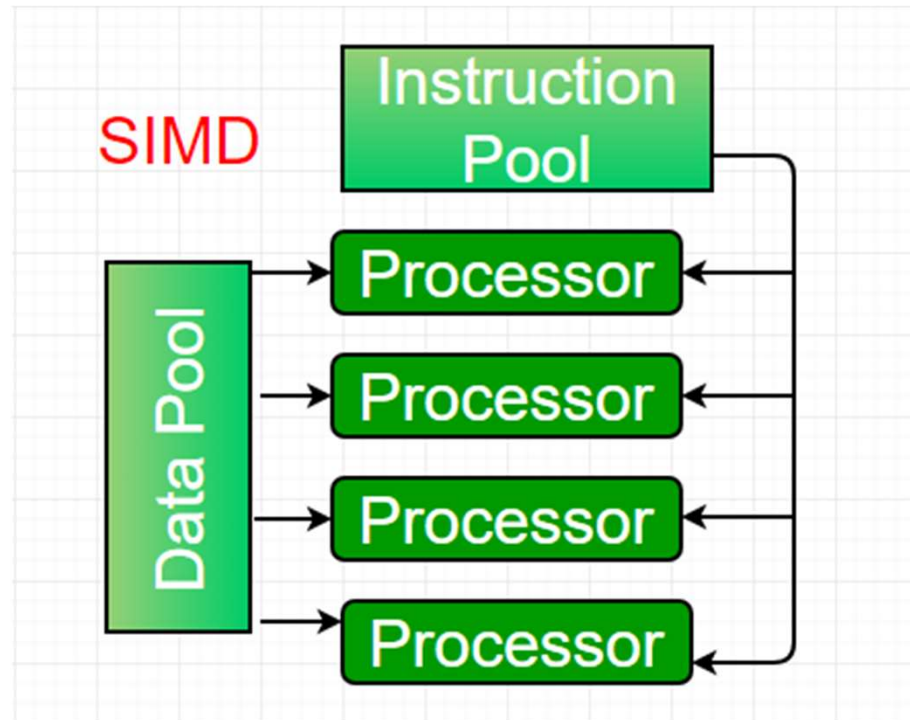 SIMD
Instruction
Pool
Data Pool
Processor
Processor
Processor
Processor